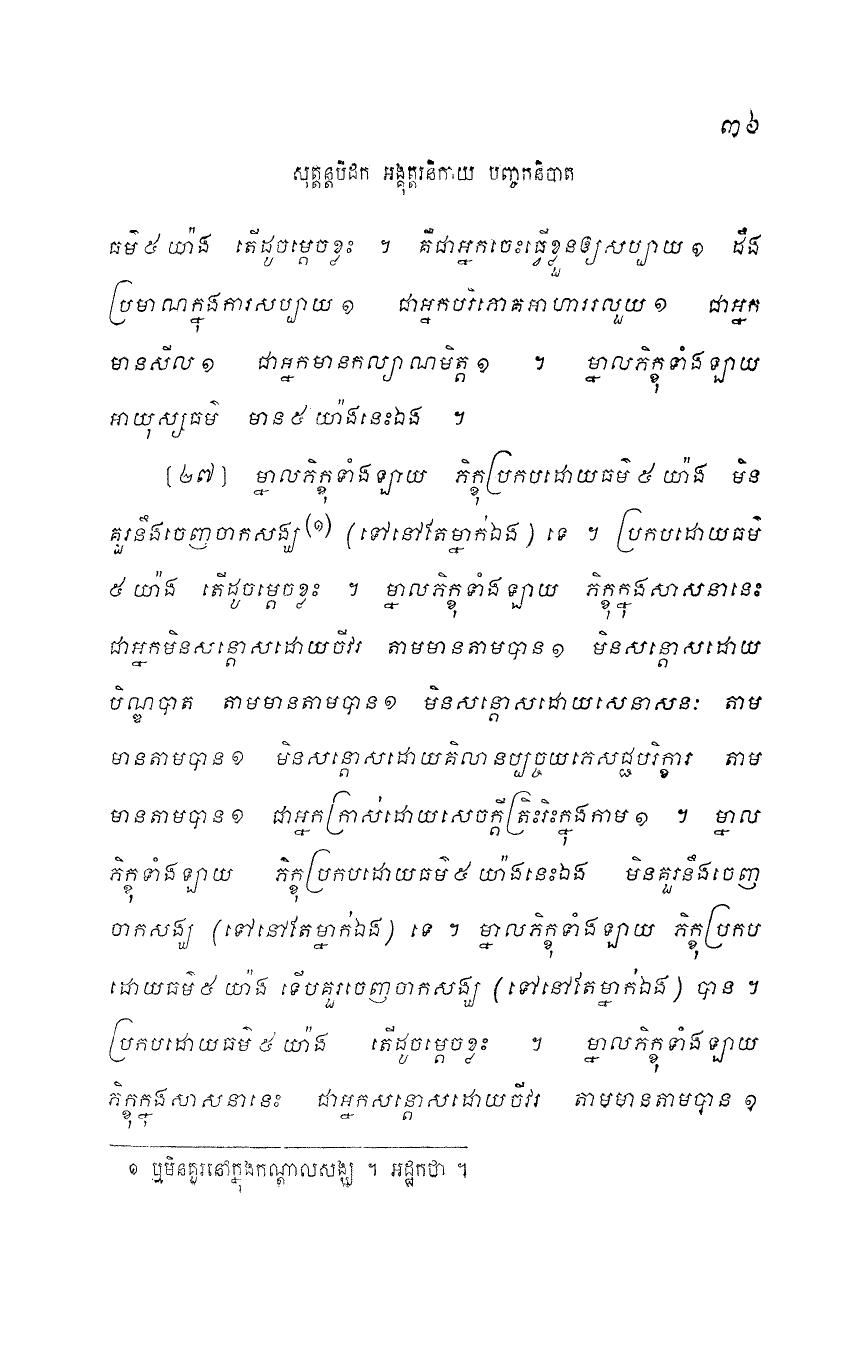 ៣៦
សុត្តន្តបិដក អង្គុត្តរនិកាយ បញ្ចកនិបាត
ធម៌ ៥ យ៉ាង តើដូចម្តេចខ្លះ ។ គឺជាអ្នកចេះធ្វើខ្លួនឲ្យសប្បាយ ១ ដឹង
ប្រមាណក្នុងការសប្បាយ ១ ជាអ្នកបរិភោគអាហាររលួយ ១ ជាអ្នក
មានសីល ១ ជាអ្នកមានកល្យាណមិត្ត ១ ។ ម្នាលភិក្ខុទាំងឡាយ
អាយុស្សធម៌ មាន ៥ យ៉ាងនេះឯង ។
[២៧] ម្នាលភិក្ខុទាំងឡាយ ភិក្ខុប្រកបដោយធម៌ ៥ យ៉ាង មិន
គួរនឹងចេញចាកសង្ឃ(១) (ទៅនៅតែម្នាក់ឯង) ទេ ។ ប្រកបដោយធម៌
៥ យ៉ាង តើដូចម្តេចខ្លះ ។ ម្នាលភិក្ខុទាំងឡាយ ភិក្ខុក្នុងសាសនានេះ
ជាអ្នកមិនសន្តោសដោយចីវរ តាមមានតាមបាន ១ មិនសន្តោសដោយ
បិណ្ឌបាត តាមមានតាមបាន ១ មិនសន្តោសដោយសេនាសនៈ តាម
មានតាមបាន ១ មិនសន្តោសដោយគិលានប្បច្ចយភេសជ្ជបរិក្ខារ តាម
មានតាមបាន ១ ជាអ្នកក្រាស់ដោយសេចក្តីត្រិះរិះក្នុងកាម ១ ។ ម្នាល
ភិក្ខុទាំងឡាយ ភិក្ខុប្រកបដោយធម៌ ៥ យ៉ាងនេះឯង មិនគួរនឹងចេញ
ចាកសង្ឃ (ទៅនៅតែម្នាក់ឯង) ទេ ។ ម្នាលភិក្ខុទាំងឡាយ ភិក្ខុប្រកប
ដោយធម៌ ៥ យ៉ាង ទើបគួរចេញចាកសង្ឃ (ទៅនៅតែម្នាក់ឯង) បាន ។
ប្រកបដោយធម៌ ៥ យ៉ាង តើដូចម្តេចខ្លះ ។ ម្នាលភិក្ខុទាំងឡាយ
ភិក្ខុក្នុងសាសនានេះ ជាអ្នកសន្តោសដោយចីវរ តាមមានតាមបាន ១
១ ឬមិនគួរនៅក្នុងកណ្តាលសង្ឃ ។ អដ្ឋកថា ។